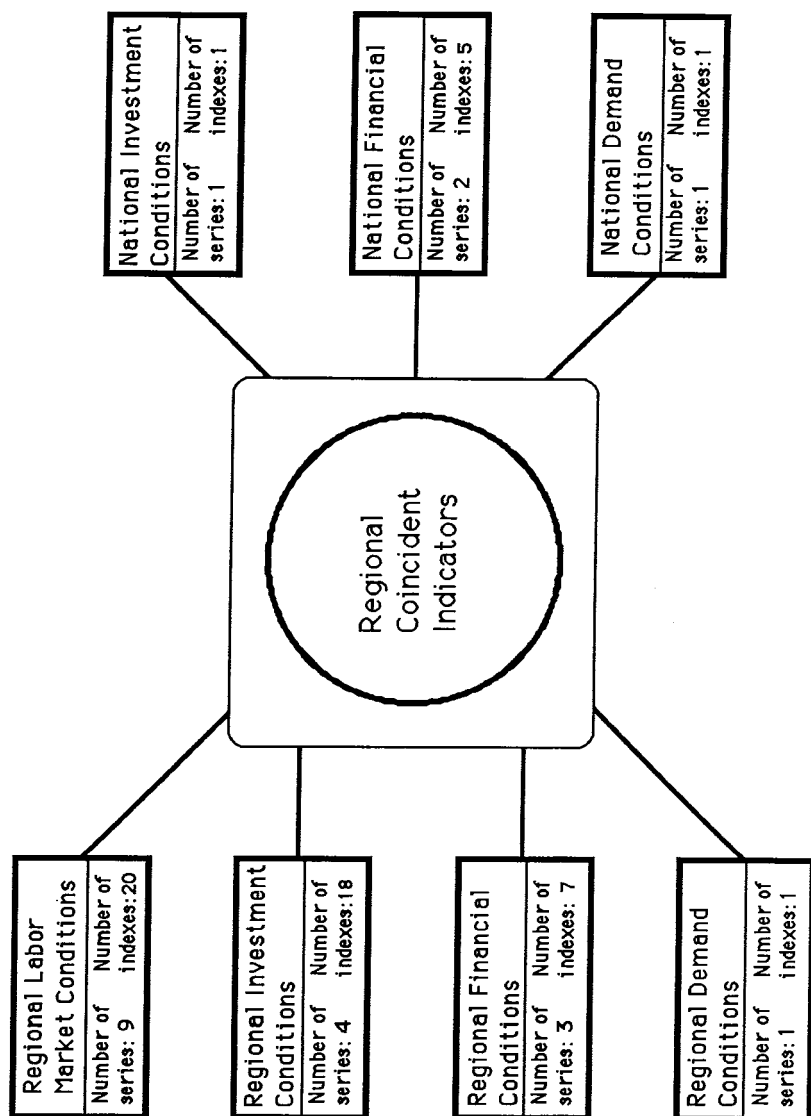 Regional Labor
Market Conditions
Number of Number of
series: 9 indexes:20
Regional Investment
Conditions
Number of Number of
series: 4 indexes:18
Regional Financial
Conditions
Number of Number of
series: 3 indexes: 7
Regional Demand
Conditions
Number of Number of
series: 1 indexes: 1
Regional
Coincident
Indicators
National Investment
Conditions
Number of Number of
series: 1 indexes: 1
National Financial
Conditions
Number of Number of
series: 2 indexes: 5
National Demand
Conditions
Number of Number of
series: 1 indexes: 1